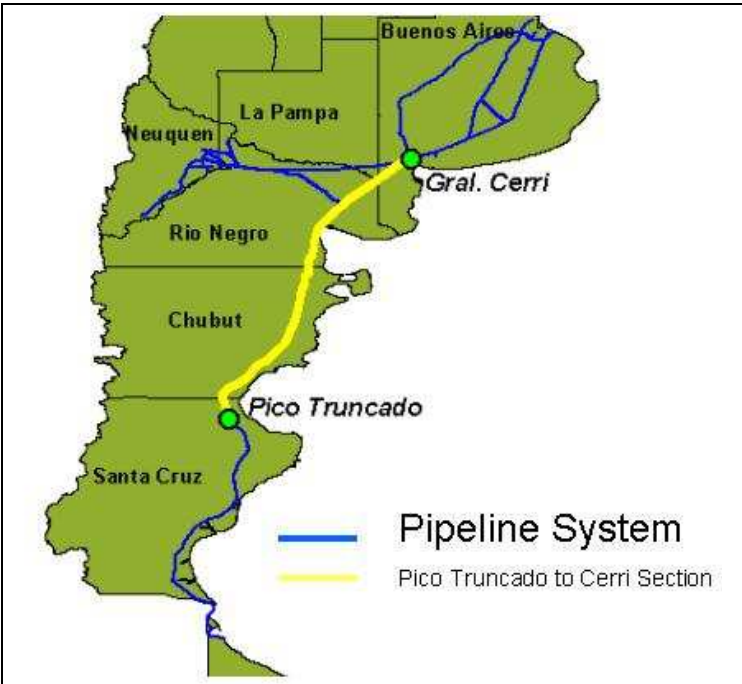 Buenos Aires
La Pampa
Neuquen
Gral. Cerri
Rio Negro
Chubut
Pico Truncado
Santa Cruz
Pipeline System
Pico Truncado to Cerri Section